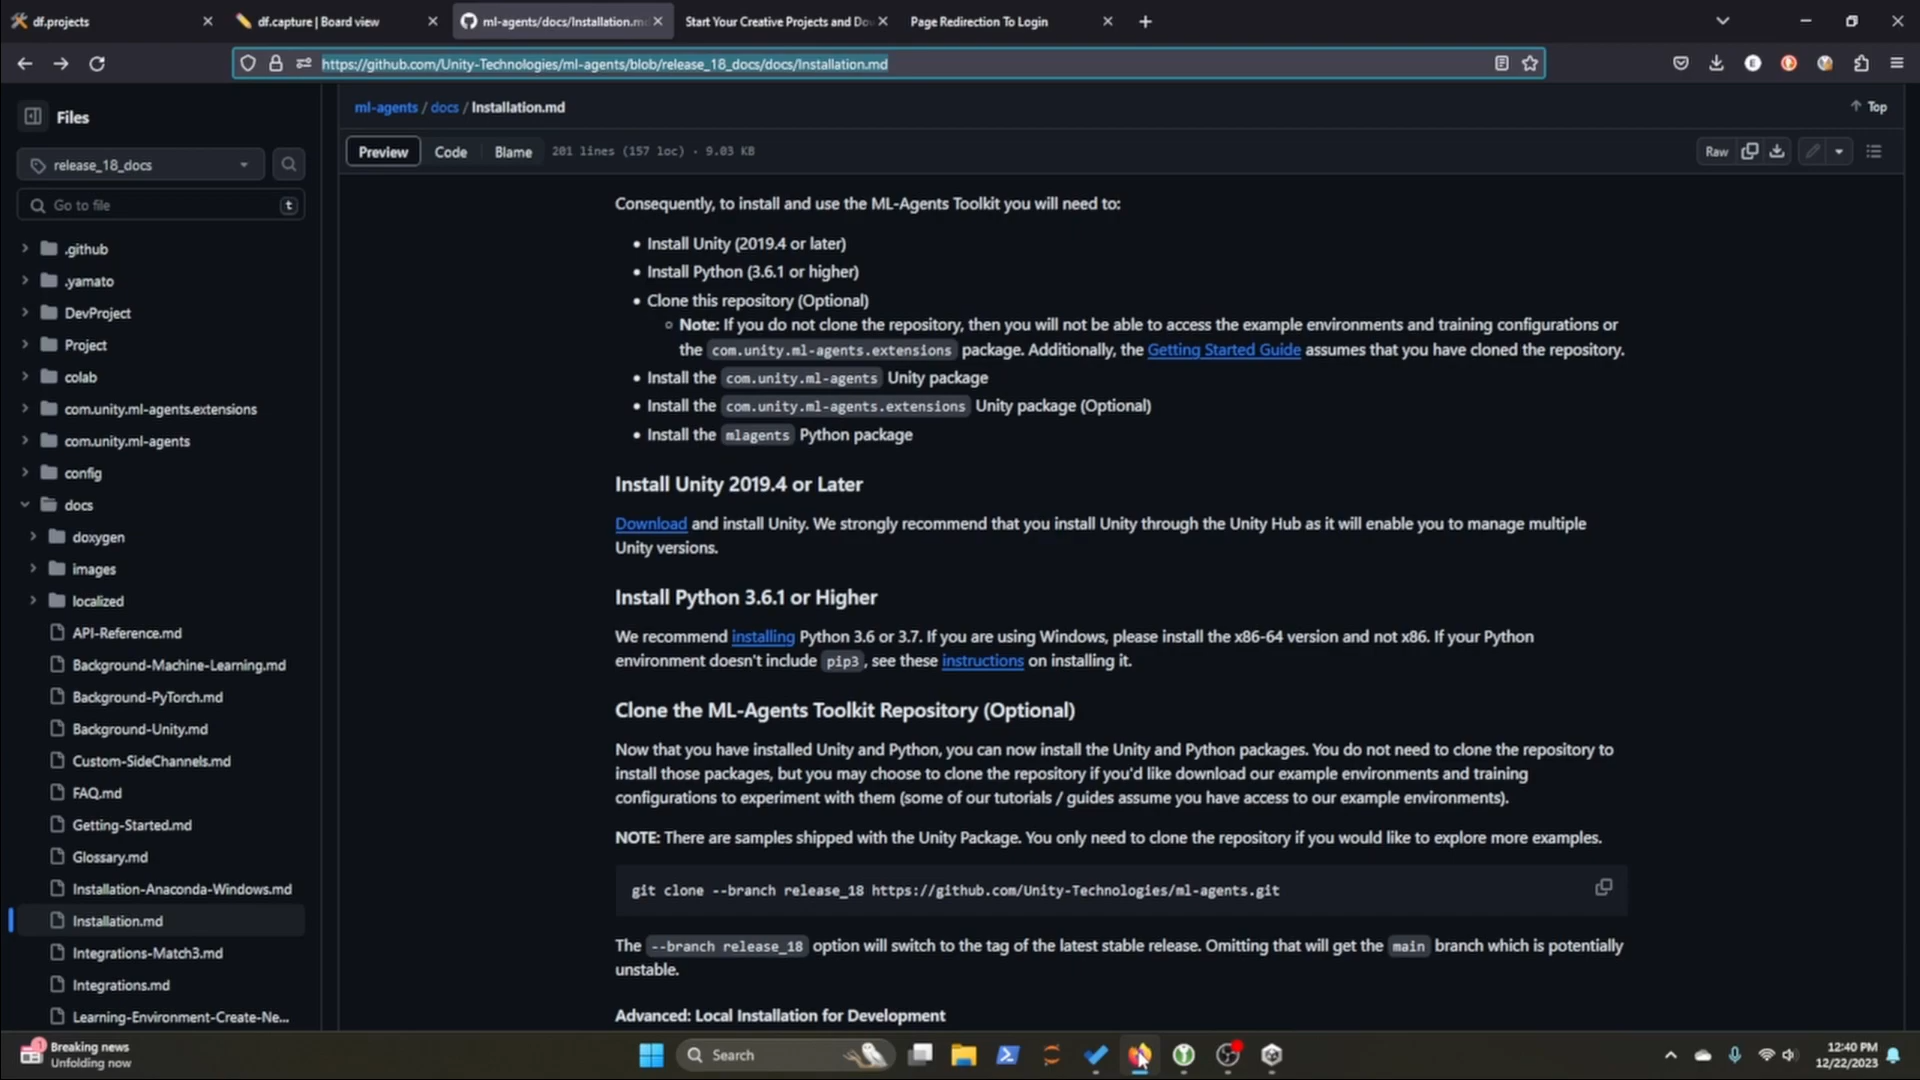 df.projects
df.capture | Board view
ml-agents/docs/Installation.m
Start Your Creative Projects and Do
Page Redirection To Login
https://github.com/Unity-Technologies/ml-agents/blob/release_18_docs/docs/Installation.md
Files
ml-agents / docs / Installation.md
Top
release_18_docs
Preview
Code
Blame
201 lines (157 loc) · 9.03 KB
Raw
Go to file
t
.github
.yamato
DevProject
Project
colab
com.unity.ml-agents.extensions
com.unity.ml-agents
config
docs
doxygen
images
localized
API-Reference.md
Background-Machine-Learning.md
Background-PyTorch.md
Background-Unity.md
Custom-SideChannels.md
FAQ.md
Getting-Started.md
Glossary.md
Installation-Anaconda-Windows.md
Installation.md
Integrations-Match3.md
Integrations.md
Learning-Environment-Create-Ne...
Consequently, to install and use the ML-Agents Toolkit you will need to:
• Install Unity (2019.4 or later)
• Install Python (3.6.1 or higher)
• Clone this repository (Optional)
○ Note: If you do not clone the repository, then you will not be able to access the example environments and training configurations or
the com.unity.ml-agents.extensions package. Additionally, the Getting Started Guide assumes that you have cloned the repository.
• Install the com.unity.ml-agents Unity package
• Install the com.unity.ml-agents.extensions Unity package (Optional)
• Install the mlagents Python package
Install Unity 2019.4 or Later
Download and install Unity. We strongly recommend that you install Unity through the Unity Hub as it will enable you to manage multiple
Unity versions.
Install Python 3.6.1 or Higher
We recommend installing Python 3.6 or 3.7. If you are using Windows, please install the x86-64 version and not x86. If your Python
environment doesn't include pip3, see these instructions on installing it.
Clone the ML-Agents Toolkit Repository (Optional)
Now that you have installed Unity and Python, you can now install the Unity and Python packages. You do not need to clone the repository to
install those packages, but you may choose to clone the repository if you'd like download our example environments and training
configurations to experiment with them (some of our tutorials / guides assume you have access to our example environments).
NOTE: There are samples shipped with the Unity Package. You only need to clone the repository if you would like to explore more examples.
git clone --branch release_18 https://github.com/Unity-Technologies/ml-agents.git
The --branch release_18 option will switch to the tag of the latest stable release. Omitting that will get the main branch which is potentially
unstable.
Advanced: Local Installation for Development
1
Breaking news
Unfolding now
Search
12:40 PM
12/22/2023